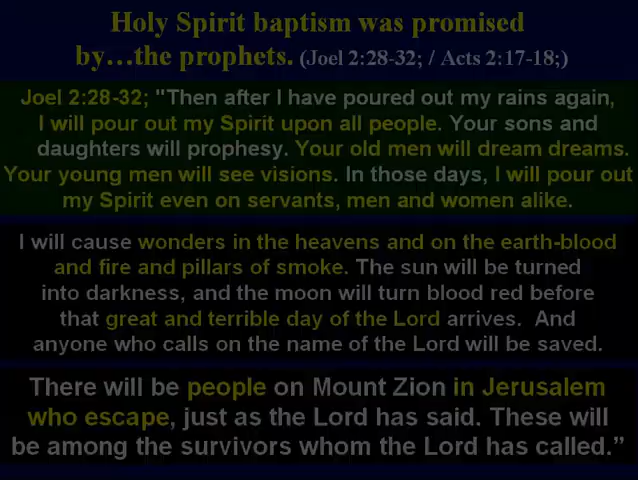 Holy Spirit baptism was promised
by…the prophets. (Joel 2:28-32; / Acts 2:17-18;)
Joel 2:28-32; "Then after I have poured out my rains again,
I will pour out my Spirit upon all people. Your sons and
daughters will prophesy. Your old men will dream dreams.
Your young men will see visions. In those days, I will pour out
my Spirit even on servants, men and women alike.
I will cause wonders in the heavens and on the earth-blood
and fire and pillars of smoke. The sun will be turned
into darkness, and the moon will turn blood red before
that great and terrible day of the Lord arrives. And
anyone who calls on the name of the Lord will be saved.
There will be people on Mount Zion in Jerusalem
who escape, just as the Lord has said. These will
be among the survivors whom the Lord has called.”